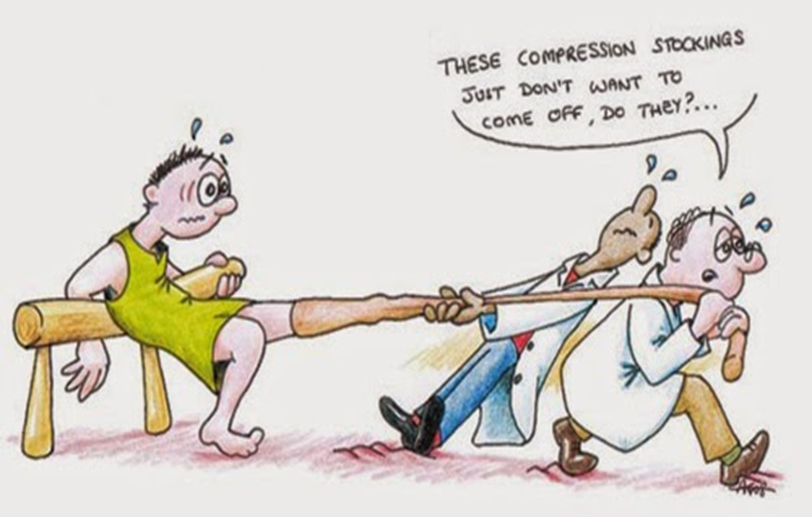 THESE COMPRESSION STOCKINGS
JUST DON'T WANT TO
COME OFF, DO THEY?...